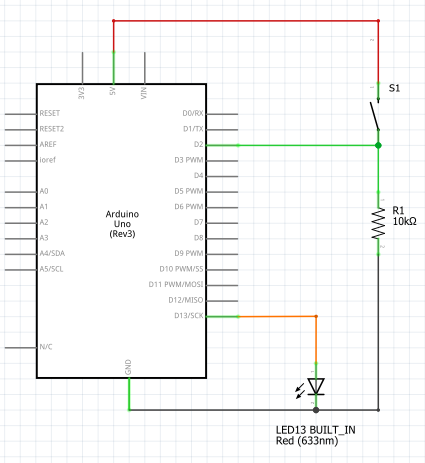 3V3
5V
VIN
S1
RESET
RESET2
AREF
ioref
A0
A1
A2
A3
A4/SDA
A5/SCL
N/C
Arduino
Uno
(Rev3)
D0/RX
D1/TX
D2
D3 PWM
D4
D5 PWM
D6 PWM
D7
D8
D9 PWM
D10 PWM/SS
D11 PWM/MOSI
D12/MISO
D13/SCK
GND
R1
10kΩ
LED13 BUILT_IN
Red (633nm)